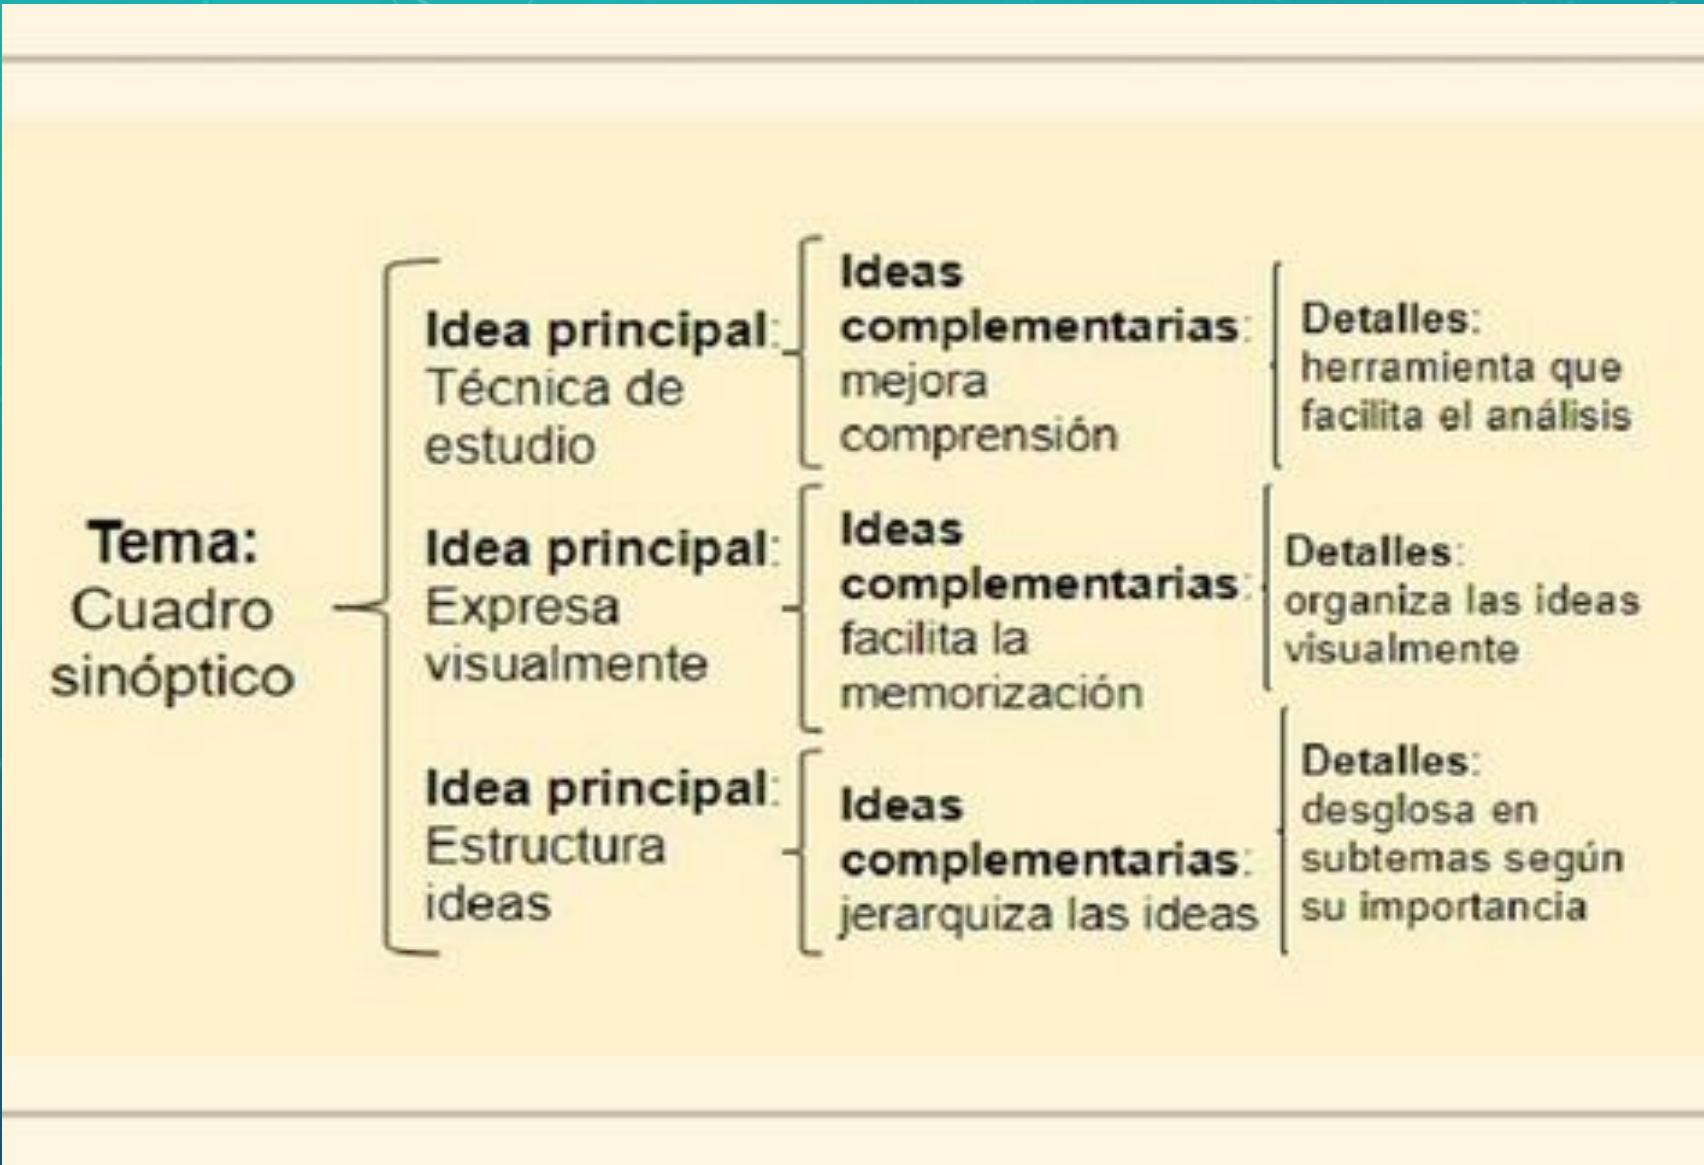 Tema:
Cuadro
sinóptico
Idea principal:
Técnica de
estudio
Ideas
complementarias:
mejora
comprensión
Detalles:
herramienta que
facilita el análisis
Idea principal:
Expresa
visualmente
Ideas
complementarias:
facilita la
memorización
Detalles:
organiza las ideas
visualmente
Idea principal:
Estructura
ideas
Ideas
complementarias:
jerarquiza las ideas
Detalles:
desglosa en
subtemas según
su importancia